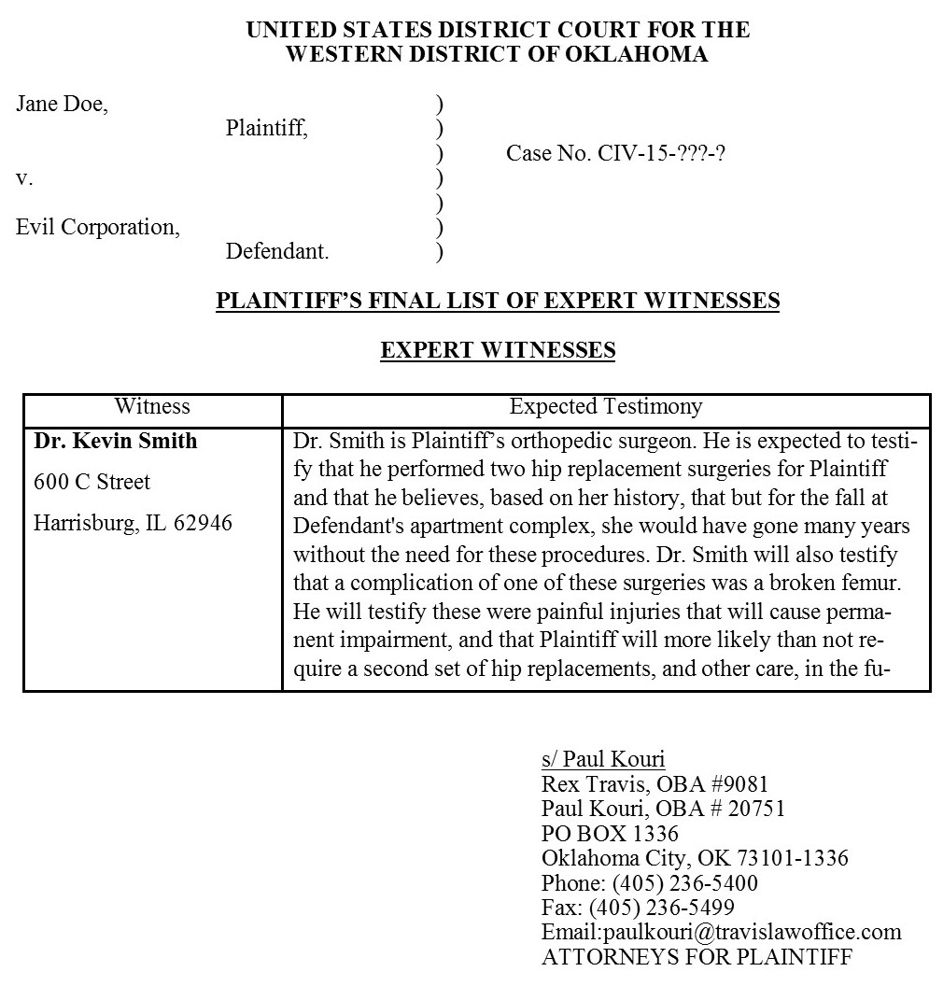 UNITED STATES DISTRICT COURT FOR THE
WESTERN DISTRICT OF OKLAHOMA
Jane Doe, )
Plaintiff, )
) Case No. CIV-15-???-?
v. )
)
Evil Corporation, )
Defendant. )
PLAINTIFF’S FINAL LIST OF EXPERT WITNESSES
EXPERT WITNESSES
Witness
Expected Testimony
Dr. Kevin Smith
600 C Street
Harrisburg, IL 62946
Dr. Smith is Plaintiff’s orthopedic surgeon. He is expected to testi-
fy that he performed two hip replacement surgeries for Plaintiff
and that he believes, based on her history, that but for the fall at
Defendant's apartment complex, she would have gone many years
without the need for these procedures. Dr. Smith will also testify
that a complication of one of these surgeries was a broken femur.
He will testify these were painful injuries that will cause perma-
nent impairment, and that Plaintiff will more likely than not re-
quire a second set of hip replacements, and other care, in the fu-
s/ Paul Kouri
Rex Travis, OBA #9081
Paul Kouri, OBA # 20751
PO BOX 1336
Oklahoma City, OK 73101-1336
Phone: (405) 236-5400
Fax: (405) 236-5499
Email:paulkouri@travislawoffice.com
ATTORNEYS FOR PLAINTIFF